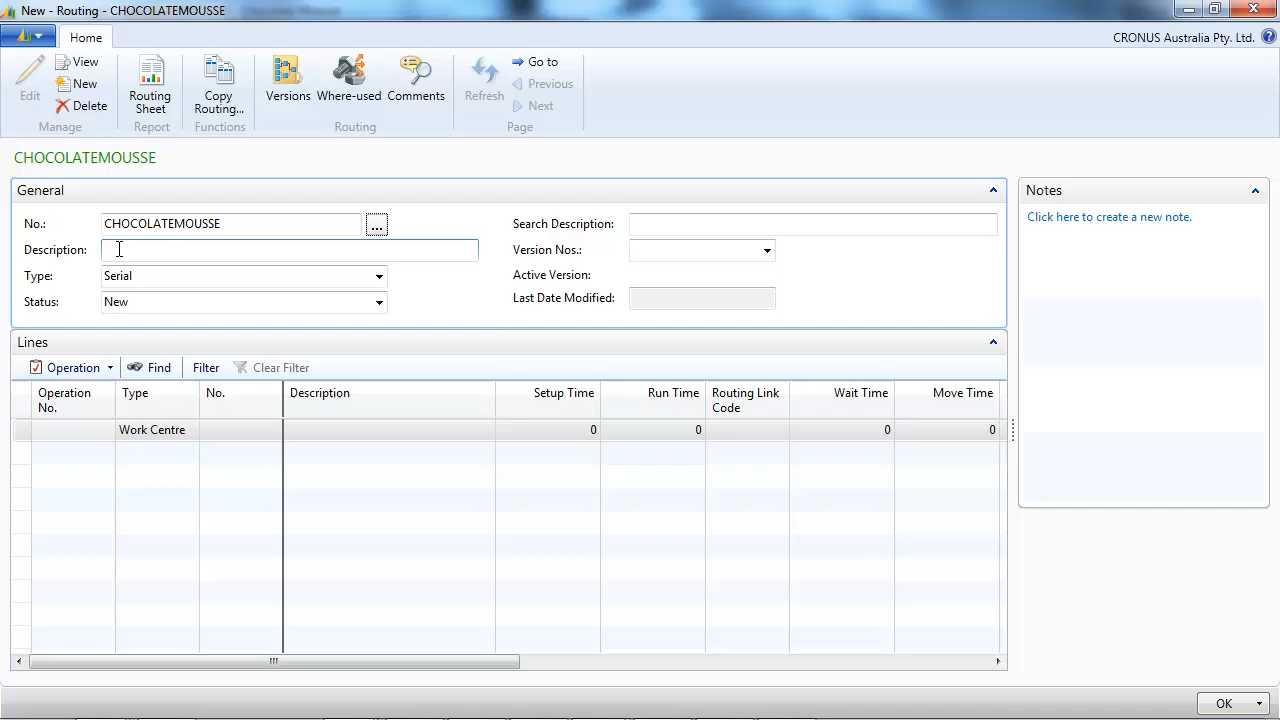 New - Routing - CHOCOLATEMOUSSE
Home
CRONUS Australia Pty. Ltd.
Edit
View
New
Delete
Manage
Routing Sheet
Report
Copy Routing...
Functions
Versions
Where-used
Comments
Routing
Refresh
Go to
Previous
Next
Page
CHOCOLATEMOUSSE
General
No.: CHOCOLATEMOUSSE ...
Description:
Type: Serial
Status: New
Search Description:
Version Nos.:
Active Version:
Last Date Modified:
Notes
Click here to create a new note.
Lines
Operation Find Filter Clear Filter
Operation No. Type No. Description Setup Time Run Time Routing Link Code Wait Time Move Time
Work Centre 0 0 0 0
OK